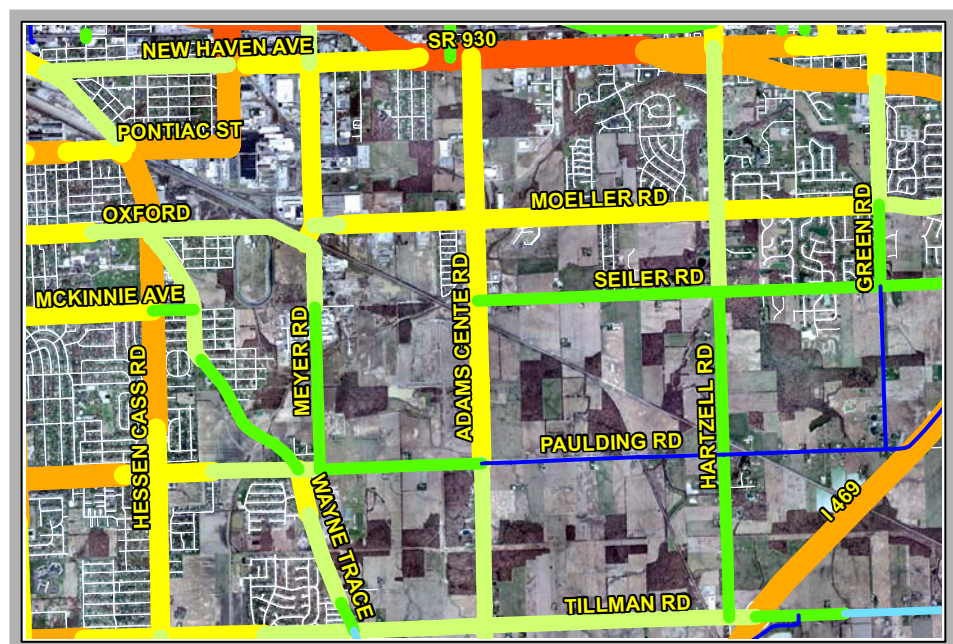 NEW HAVEN AVE
SR 930
PONTIAC ST
OXFORD
MOELLER RD
GREEN RD
MCKINNIE AVE
SEILER RD
MEYER RD
ADAMS CENTE RD
HESSEN CASS RD
HARTZELL RD
PAULDING RD
WAYNE TRACE
I 469
TILLMAN RD